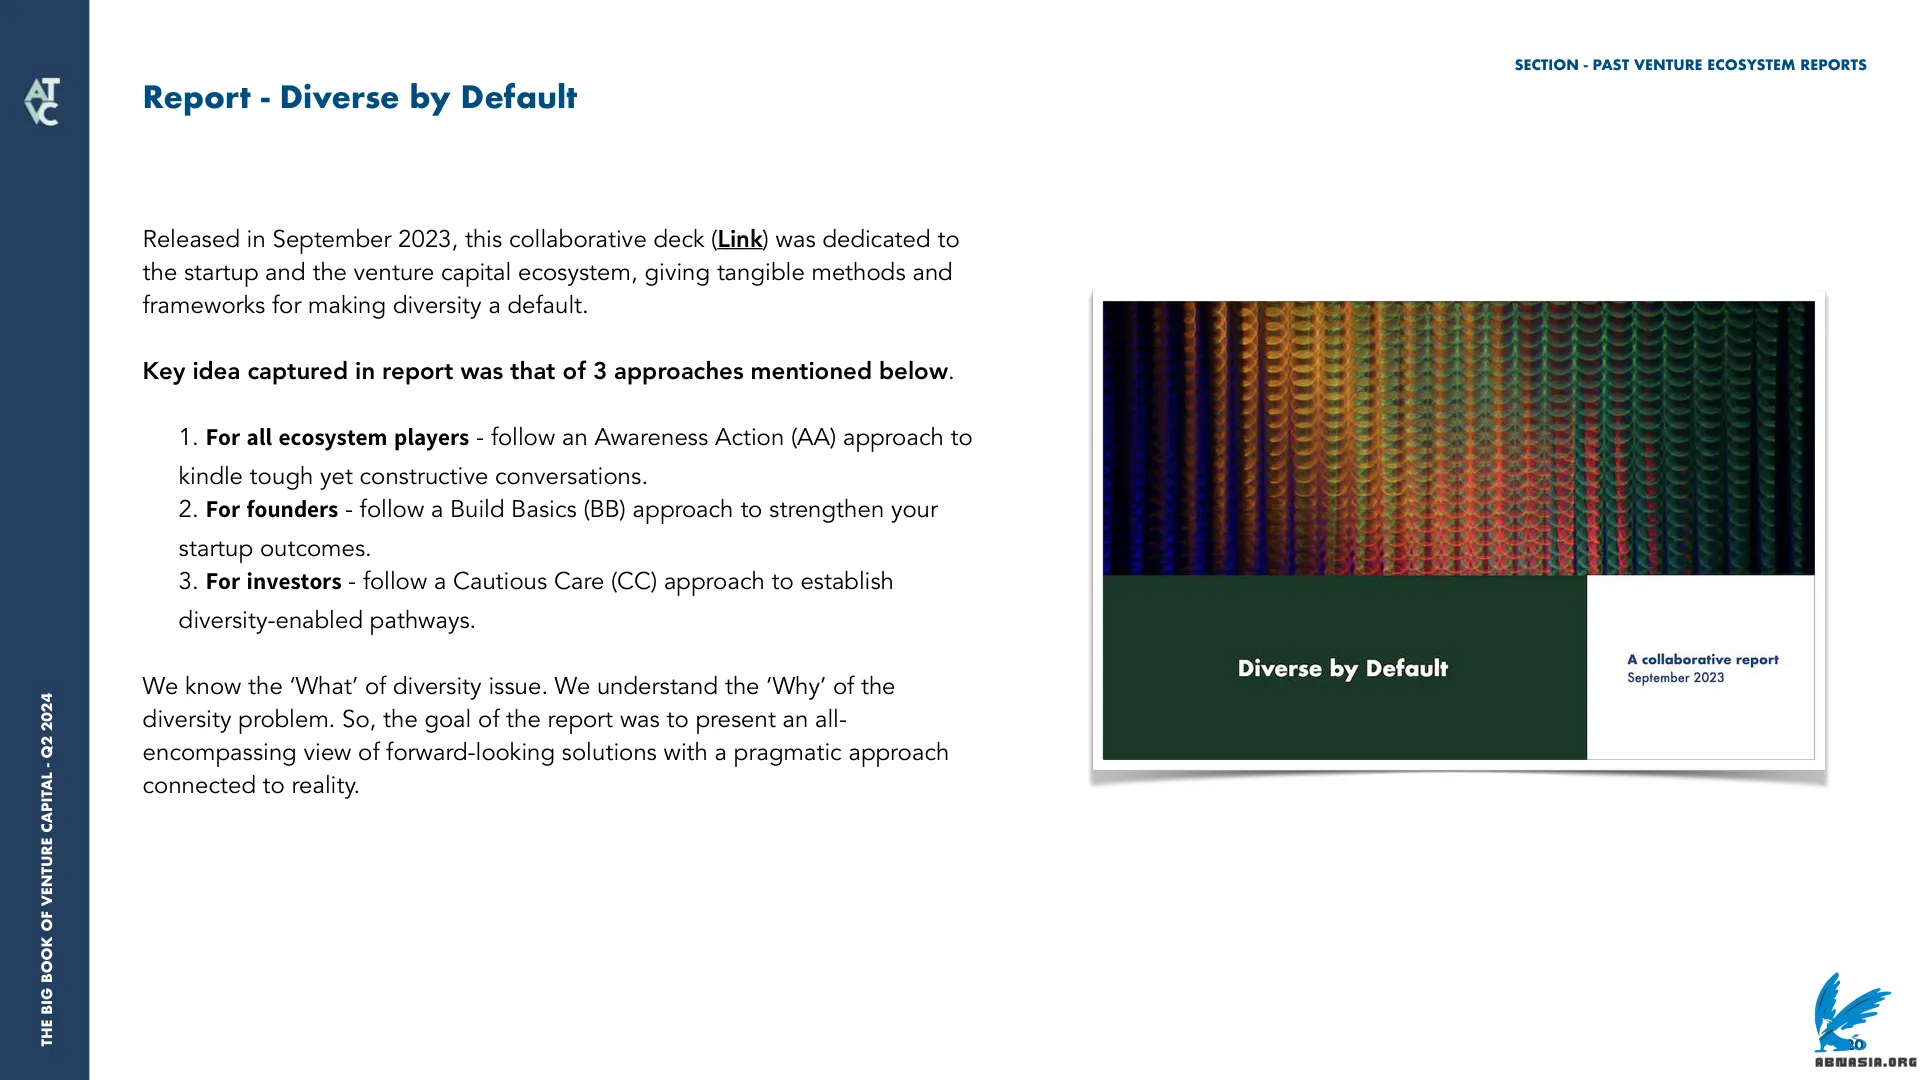 SECTION - PAST VENTURE ECOSYSTEM REPORTS
AT
VC
Report - Diverse by Default
Released in September 2023, this collaborative deck (Link) was dedicated to
the startup and the venture capital ecosystem, giving tangible methods and
frameworks for making diversity a default.
Key idea captured in report was that of 3 approaches mentioned below.
1. For all ecosystem players - follow an Awareness Action (AA) approach to
kindle tough yet constructive conversations.
2. For founders - follow a Build Basics (BB) approach to strengthen your
startup outcomes.
3. For investors - follow a Cautious Care (CC) approach to establish
diversity-enabled pathways.
We know the ‘What’ of diversity issue. We understand the ‘Why’ of the
diversity problem. So, the goal of the report was to present an all-
encompassing view of forward-looking solutions with a pragmatic approach
connected to reality.
Diverse by Default
A collaborative report
September 2023
THE BIG BOOK OF VENTURE CAPITAL - Q2 2024
ABNASIA.ORG